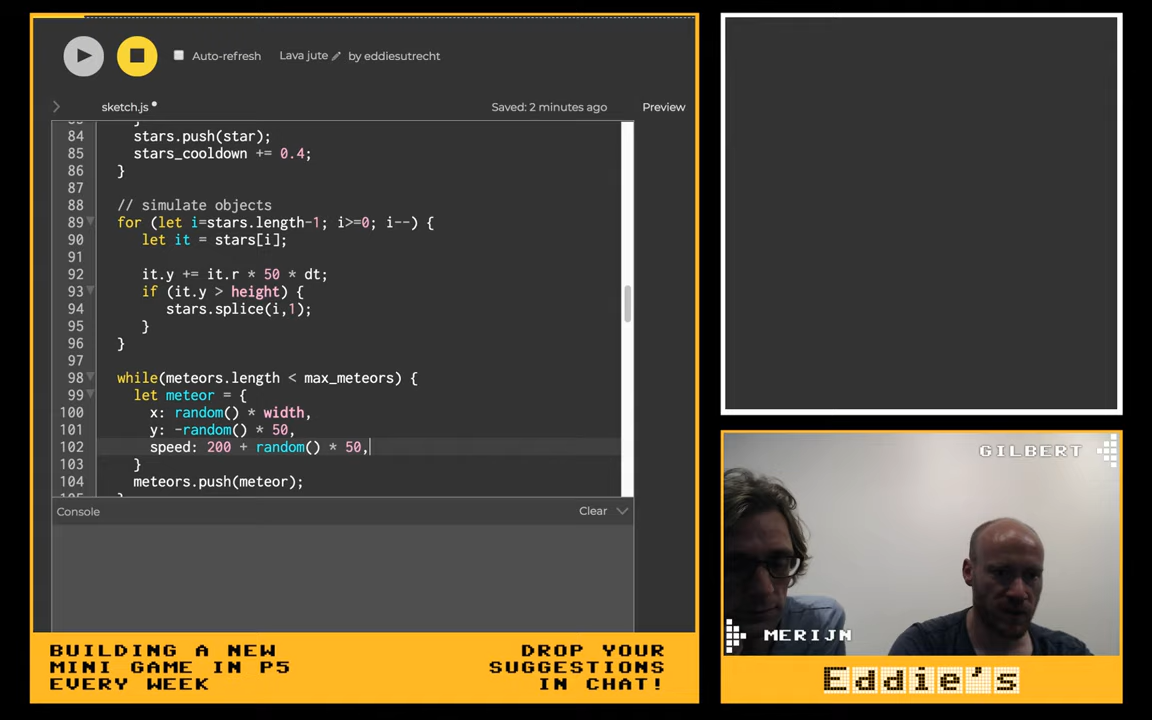 Auto-refresh
Lava jute
by eddiesutrecht
sketch.js
Saved: 2 minutes ago
Preview
84 stars.push(star);
85 stars_cooldown += 0.4;
86 }
87
88 // simulate objects
89 for (let i=stars.length-1; i>=0; i--) {
90 let it = stars[i];
91
92 it.y += it.r * 50 * dt;
93 if (it.y > height) {
94 stars.splice(i,1);
95 }
96 }
97
98 while(meteors.length < max_meteors) {
99 let meteor = {
100 x: random() * width,
101 y: -random() * 50,
102 speed: 200 + random() * 50,
103 }
104 meteors.push(meteor);
Console
Clear
GILBERT
MERIJN
BUILDING A NEW
MINI GAME IN P5
EVERY WEEK
DROP YOUR
SUGGESTIONS
IN CHAT!
Eddie's